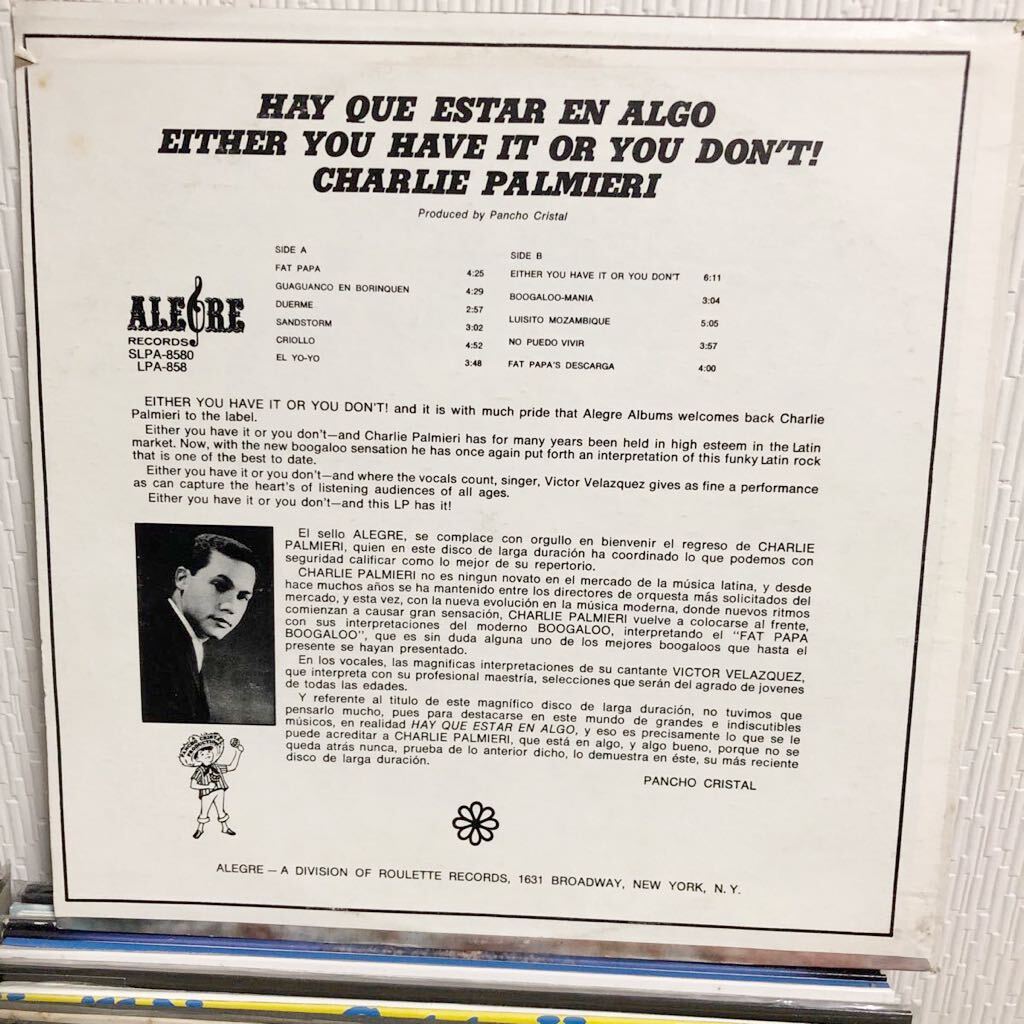 HAY QUE ESTAR EN ALGO
EITHER YOU HAVE IT OR YOU DON'T!
CHARLIE PALMIERI
Produced by Pancho Cristal
SIDE A
FAT PAPA 4:25
GUAGUANCO EN BORINQUEN 4:29
DUERME 2:57
SANDSTORM 3:02
CRIOLLO 4:52
EL YO-YO 3:48
SIDE B
EITHER YOU HAVE IT OR YOU DON'T 6:11
BOOGALOO-MANIA 3:04
LUISITO MOZAMBIQUE 5:05
NO PUEDO VIVIR 3:57
FAT PAPA'S DESCARGA 4:00
ALEGRE
RECORDS
SLPA-8580
LPA-858
EITHER YOU HAVE IT OR YOU DON'T! and it is with much pride that Alegre Albums welcomes back Charlie
Palmieri to the label.
Either you have it or you don't—and Charlie Palmieri has for many years been held in high esteem in the Latin
market. Now, with the new boogaloo sensation he has once again put forth an interpretation of this funky Latin rock
that is one of the best to date.
Either you have it or you don't—and where the vocals count, singer, Victor Velazquez gives as fine a performance
as can capture the heart's of listening audiences of all ages.
Either you have it or you don't—and this LP has it!
El sello ALEGRE, se complace con orgullo en bienvenir el regreso de CHARLIE
PALMIERI, quien en este disco de larga duración ha coordinado lo que podemos con
seguridad calificar como lo mejor de su repertorio.
CHARLIE PALMIERI no es ningun novato en el mercado de la música latina, y desde
hace muchos años se ha mantenido entre los directores de orquesta más solicitados del
mercado, y esta vez, con la nueva evolución en la música moderna, donde nuevos ritmos
comienzan a causar gran sensación, CHARLIE PALMIERI vuelve a colocarse al frente,
con sus interpretaciones del moderno BOOGALOO, interpretando el "FAT PAPA
BOOGALOO", que es sin duda alguna uno de los mejores boogaloos que hasta el
presente se hayan presentado.
En los vocales, las magnificas interpretaciones de su cantante VICTOR VELAZQUEZ,
que interpreta con su profesional maestría, selecciones que serán del agrado de jovenes
de todas las edades.
Y referente al titulo de este magnífico disco de larga duración, no tuvimos que
pensarlo mucho, pues para destacarse en este mundo de grandes e indiscutibles
músicos, en realidad HAY QUE ESTAR EN ALGO, y eso es precisamente lo que se le
puede acreditar a CHARLIE PALMIERI, que está en algo, y algo bueno, porque no se
queda atrás nunca, prueba de lo anterior dicho, lo demuestra en éste, su más reciente
disco de larga duración.
PANCHO CRISTAL
ALEGRE — A DIVISION OF ROULETTE RECORDS, 1631 BROADWAY, NEW YORK, N. Y.